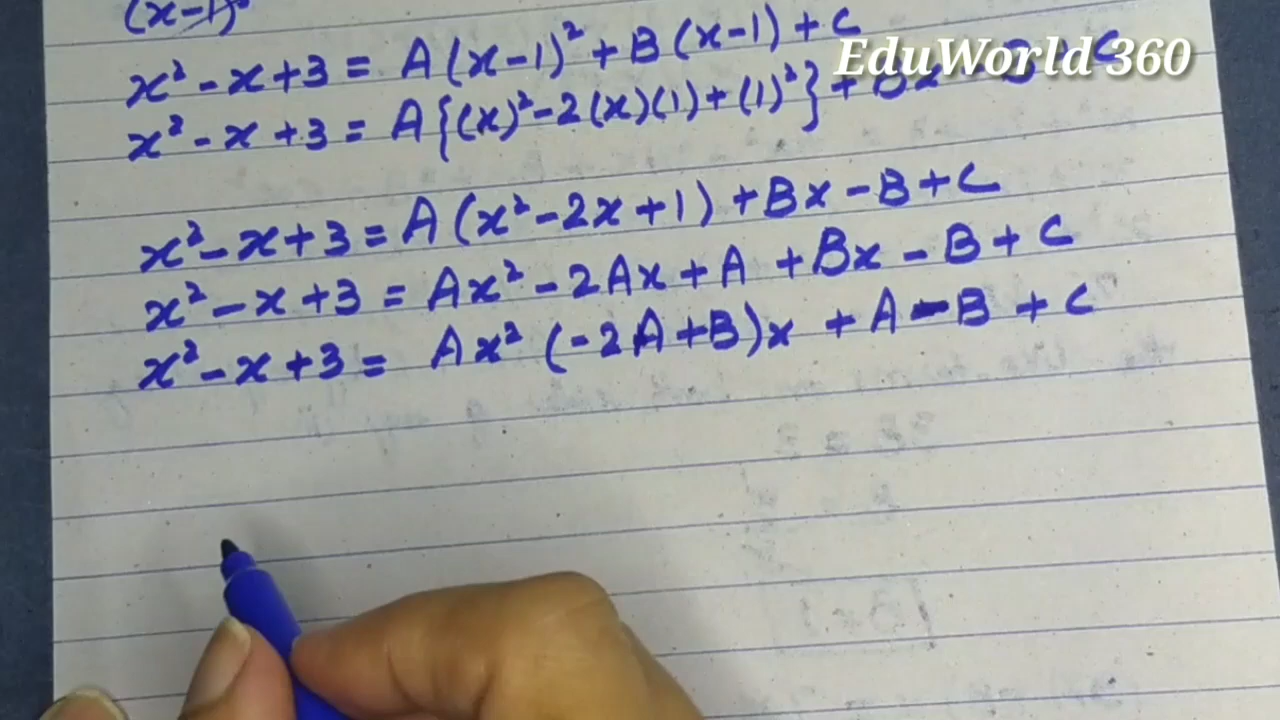 (x-1)²
x² - x + 3 = A (x-1)² + B (x-1) + C
EduWorld 360
x² - x + 3 = A {(x)² - 2 (x) (1) + (1)² } + Bx - B + C
x² - x + 3 = A (x² - 2x + 1) + Bx - B + C
x² - x + 3 = Ax² - 2Ax + A + Bx - B + C
x² - x + 3 = Ax² (-2A + B)x + A - B + C